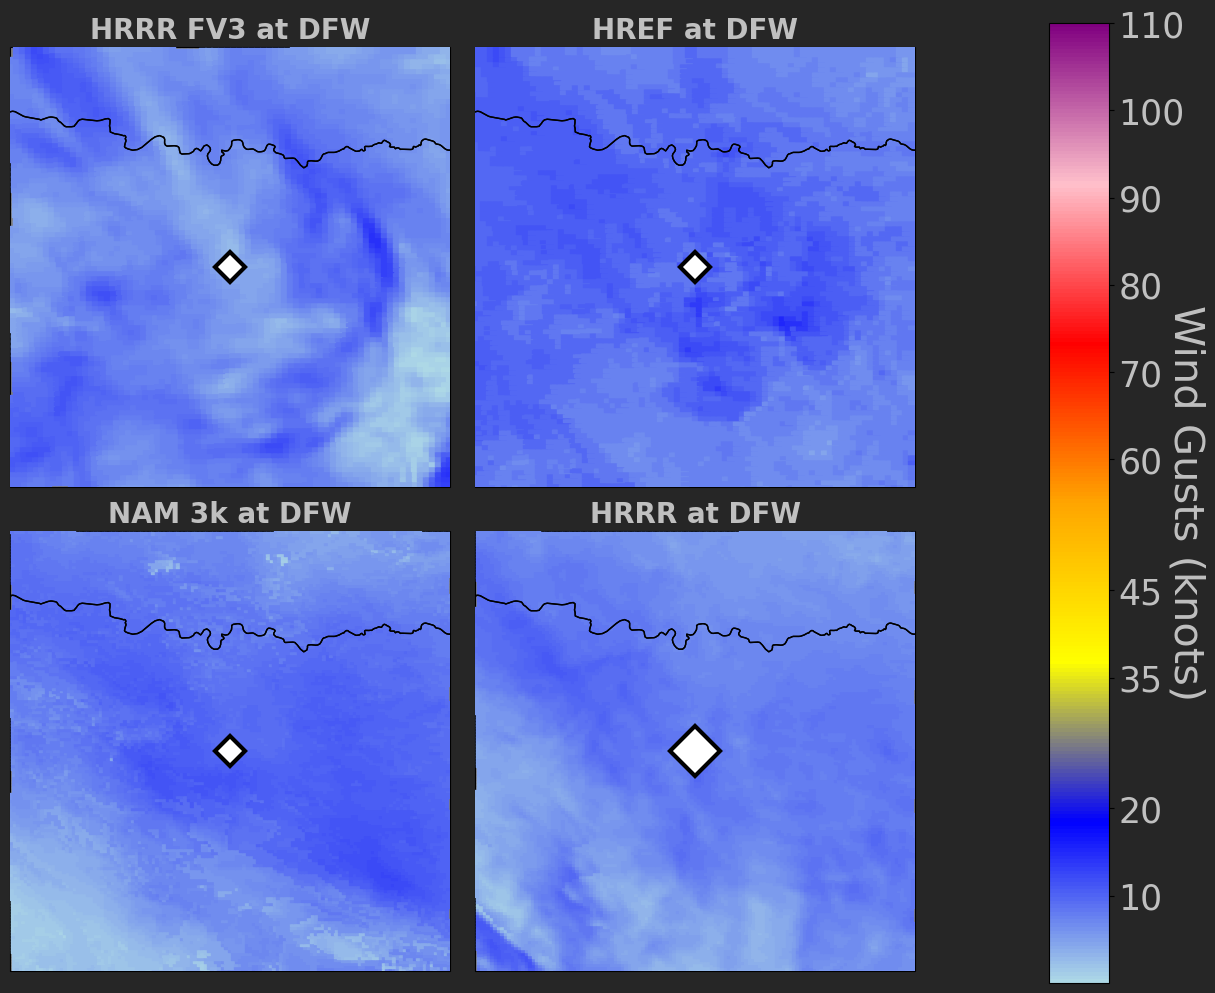 HRRR FV3 at DFW
HREF at DFW
NAM 3k at DFW
HRRR at DFW
110
100
90
80
70
60
45
35
20
10
Wind Gusts (knots)